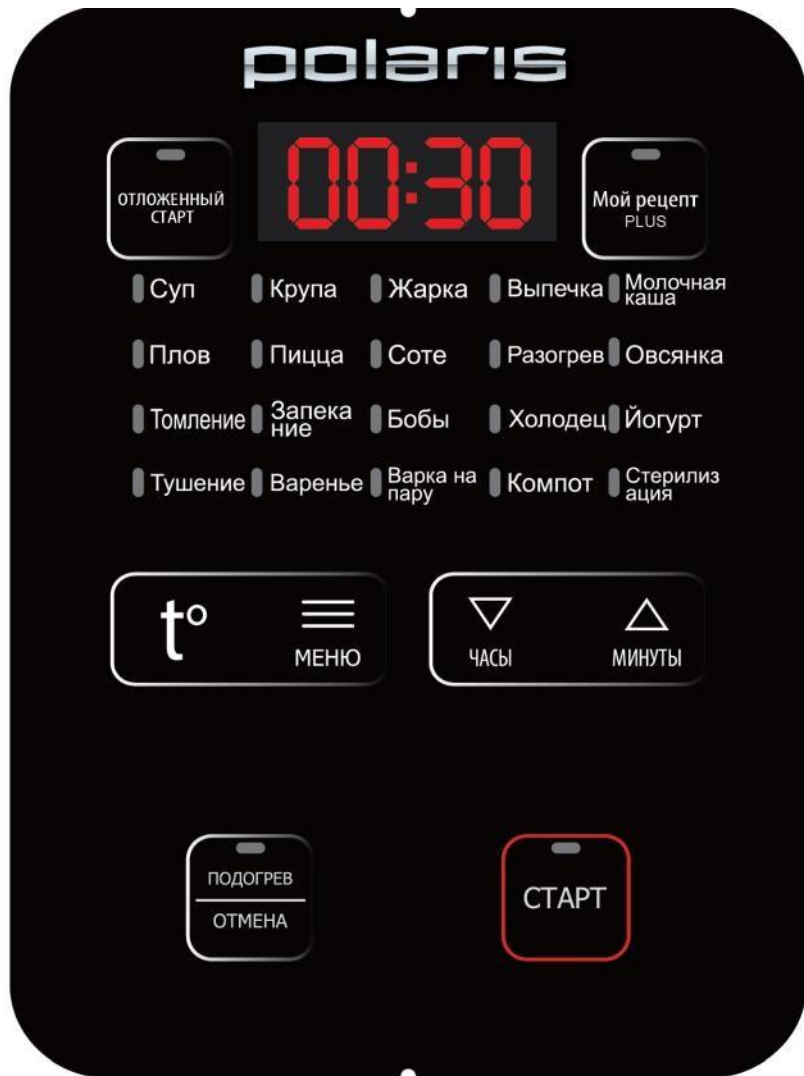 polaris
ОТЛОЖЕННЫЙ
СТАРТ
00:30
Мой рецепт
PLUS
Суп Крупа Жарка Выпечка Молочная
каша
Плов Пицца Соте Разогрев Овсянка
Томление Запека
ние Бобы Холодец Йогурт
Тушение Варенье Варка на
пару Компот Стерилиз
ация
t° МЕНЮ ЧАСЫ МИНУТЫ
ПОДОГРЕВ
ОТМЕНА
СТАРТ